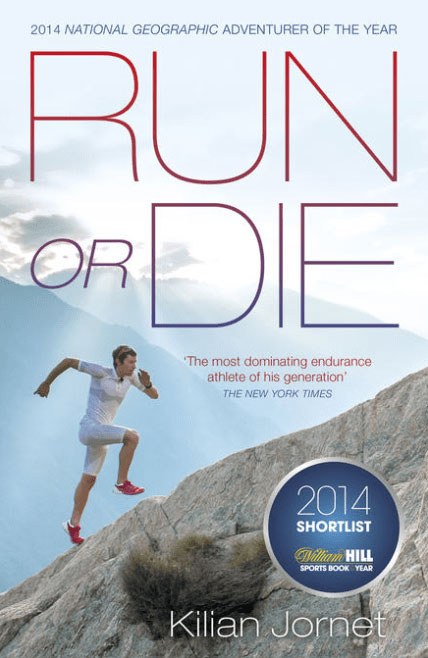 2014 NATIONAL GEOGRAPHIC ADVENTURER OF THE YEAR
RUN
OR DIE
‘The most dominating endurance
athlete of his generation’
THE NEW YORK TIMES
2014
SHORTLIST
William HILL
SPORTS BOOK of the YEAR
Kilian Jornet